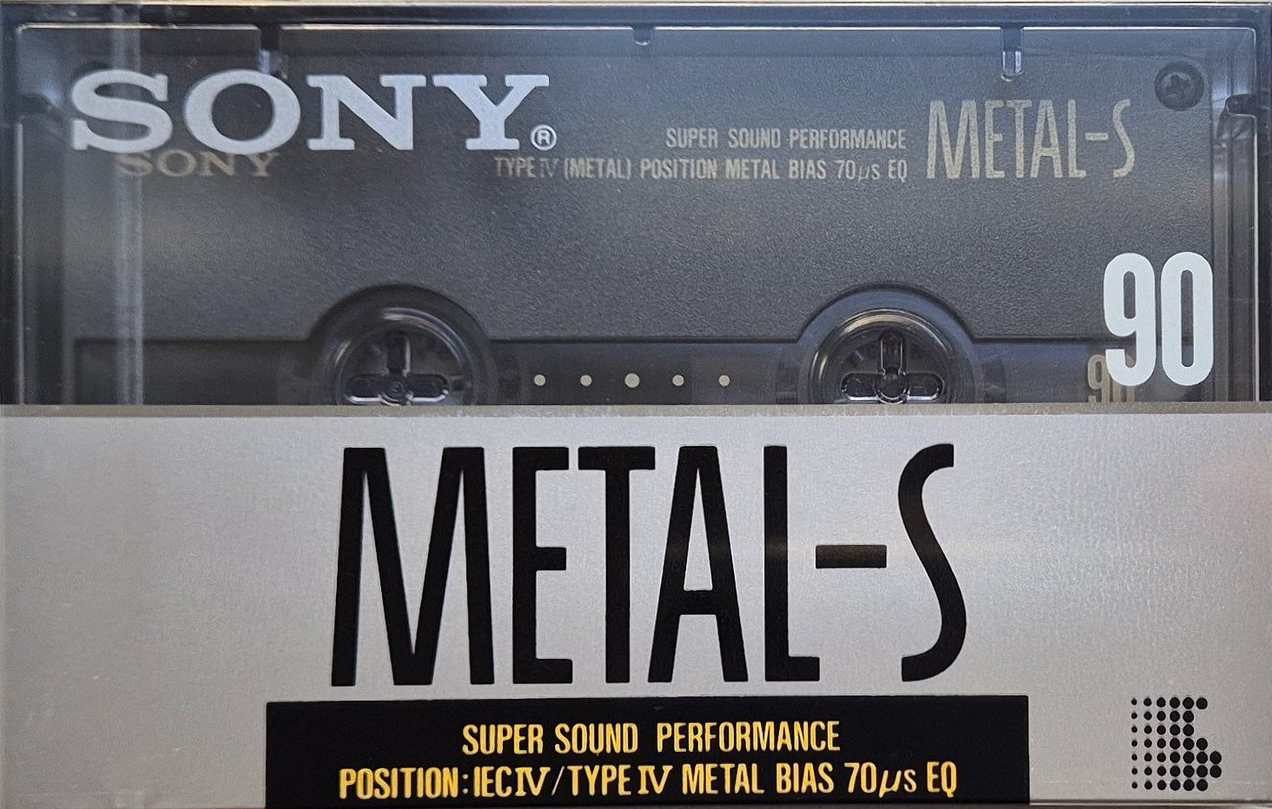 SONY®
SONY
SUPER SOUND PERFORMANCE
TYPE IV (METAL) POSITION METAL BIAS 70μs EQ
METAL-S
90
90
METAL-S
SUPER SOUND PERFORMANCE
POSITION: IEC IV/TYPE IV METAL BIAS 70μs EQ